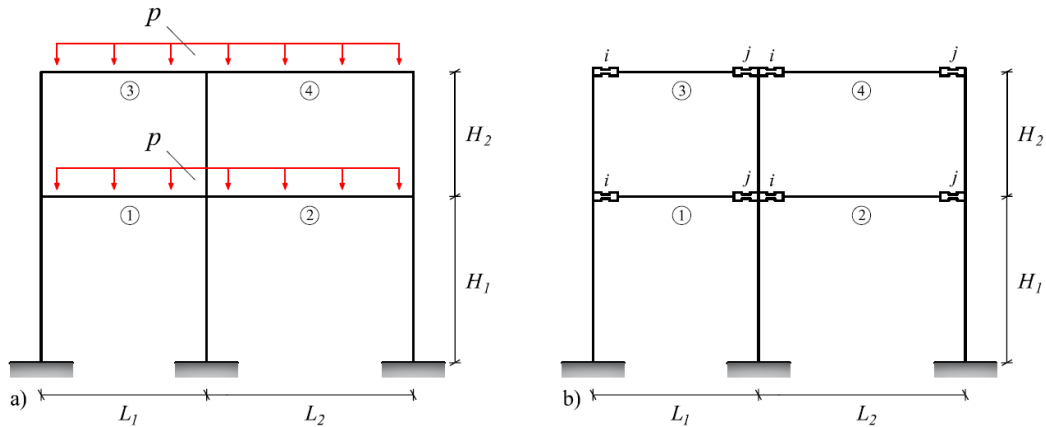 p
③ ④
H₂
p
① ②
H₁
a) L₁ L₂
i j i j
③ ④
H₂
i j i j
① ②
H₁
b) L₁ L₂